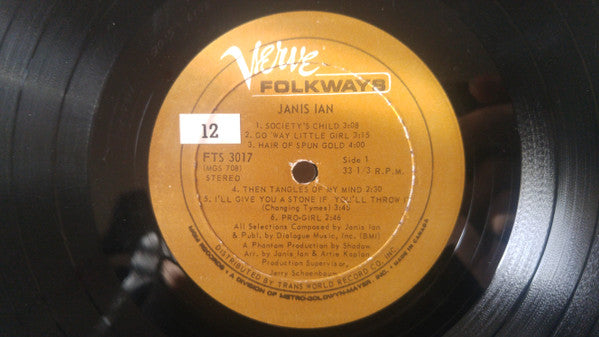 Verve
FOLKWAYS
JANIS IAN
1. SOCIETY'S CHILD 3:08
2. GO 'WAY LITTLE GIRL 3:15
3. HAIR OF SPUN GOLD 4:00
12
FTS 3017
(MGS 708)
STEREO
Side 1
33 1/3 R.P.M.
4. THEN TANGLES OF MY MIND 2:30
5. I'LL GIVE YOU A STONE IF YOU'LL THROW I
(Changing Tymes) 3:45
6. PRO-GIRL 2:46
All Selections Composed by Janis Ian
& Publ. by Dialogue Music, Inc. (BMI)
A Phantom Production by Shadow
Arr. by Janis Ian & Artie Kaplan
Production Supervisor,
Jerry Schoenbaum
DISTRIBUTED BY TRANS WORLD RECORD CO. INC.
RECORDS • A DIVISION OF METRO-GOLDWYN-MAYER, INC. / MADE IN CANADA